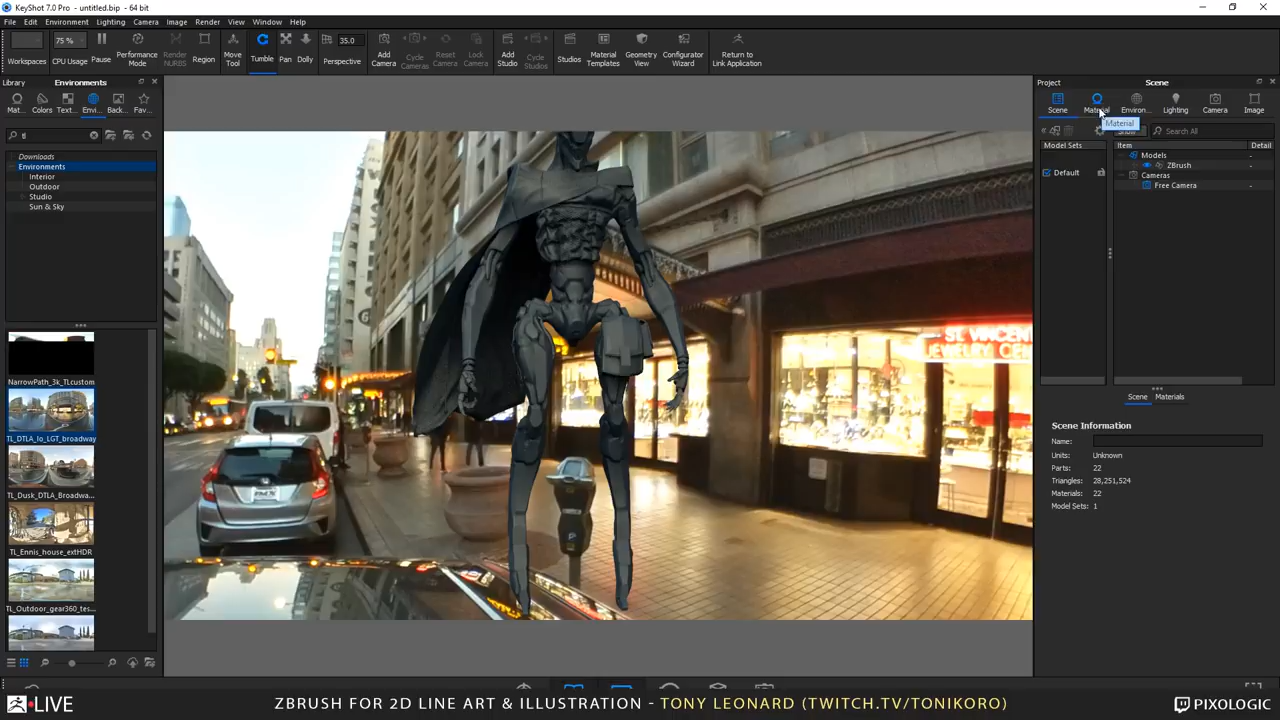 KeyShot 7.0 Pro - untitled.bip - 64 bit
File Edit Environment Lighting Camera Image Render View Window Help
75 %
35.0
Workspaces CPU Usage Pause Performance Mode Render NURBS Region Move Tool Tumble Pan Dolly Perspective Add Camera Cycle Cameras Reset Camera Lock Camera Add Studio Cycle Studios Studios Material Templates Geometry View Configurator Wizard Return to Link Application
Library Environments
Mat... Colors Text... Envi... Back... Fav...
tl
Downloads
Environments
Interior
Outdoor
Studio
Sun & Sky
NarrowPath_3k_TLcustom
TL_DTLA_lo_LGT_broadway
TL_Dusk_DTLA_Broadwa...
TL_Ennis_house_extHDR
TL_Outdoor_gear360_tes...
ST. VINCENT
JEWELRY CE
P
Project Scene
Scene Material Environ... Lighting Camera Image
Material
Search All
Model Sets
Default
Item Detail
Models -
ZBrush -
Cameras -
Free Camera -
Scene Materials
Scene Information
Name:
Units: Unknown
Parts: 22
Triangles: 28,251,524
Materials: 22
Model Sets: 1
LIVE ZBRUSH FOR 2D LINE ART & ILLUSTRATION - TONY LEONARD (TWITCH.TV/TONIKORO) PIXOLOGIC